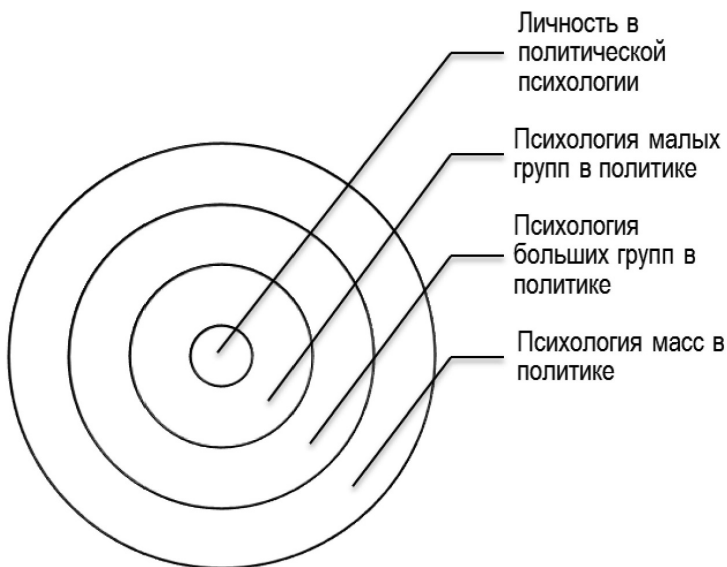 Личность в
политической
психологии
Психология малых
групп в политике
Психология
больших групп в
политике
Психология масс в
политике